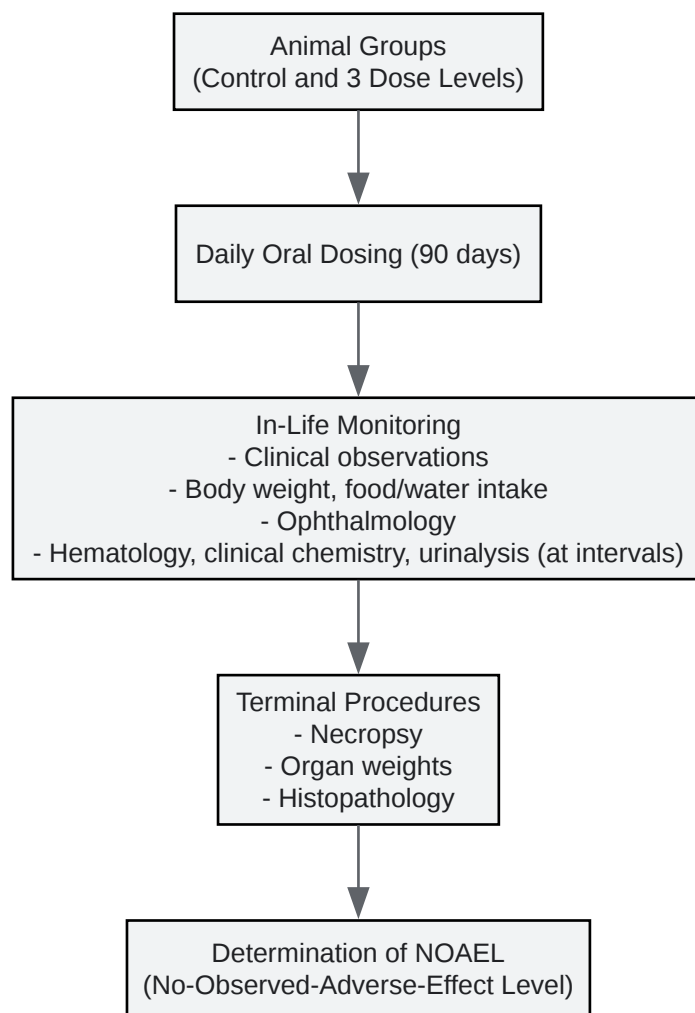 Animal Groups
(Control and 3 Dose Levels)
Daily Oral Dosing (90 days)
In-Life Monitoring
- Clinical observations
- Body weight, food/water intake
- Ophthalmology
- Hematology, clinical chemistry, urinalysis (at intervals)
Terminal Procedures
- Necropsy
- Organ weights
- Histopathology
Determination of NOAEL
(No-Observed-Adverse-Effect Level)